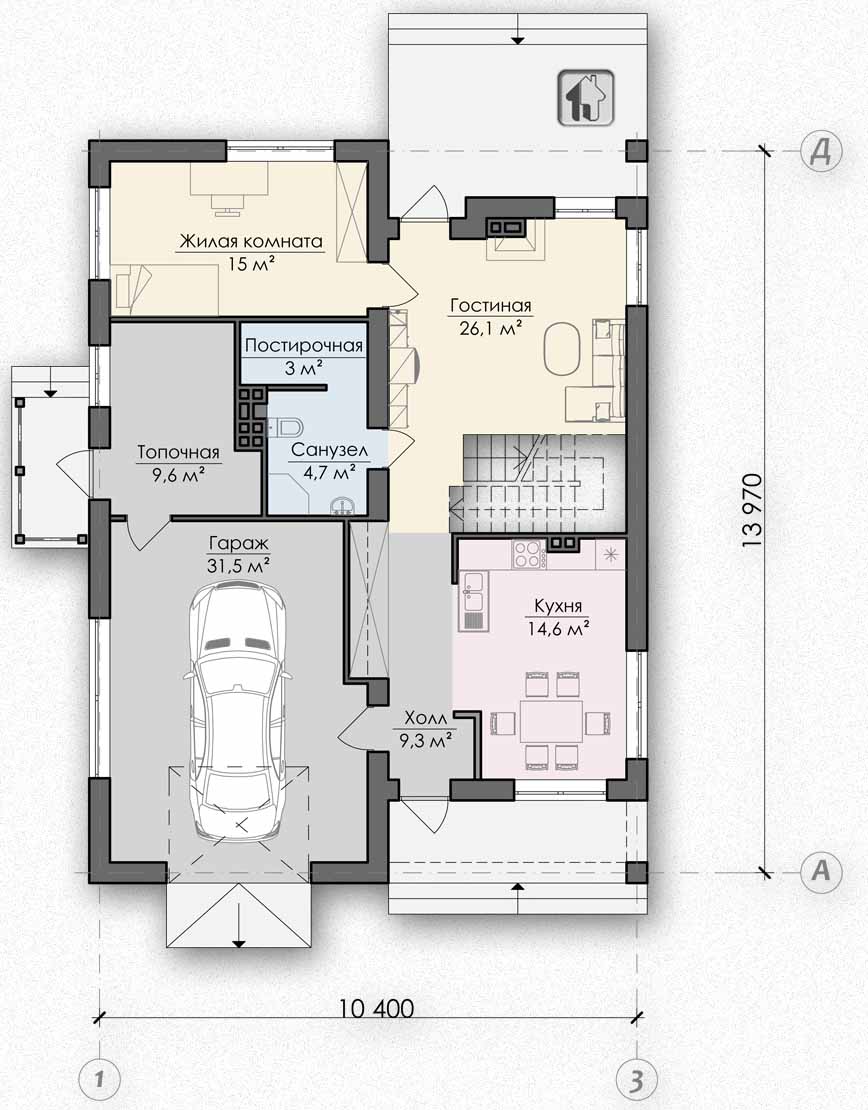 Д
Жилая комната
15 м²
Гостиная
26,1 м²
Постирочная
3 м²
Топочная
9,6 м²
Санузел
4,7 м²
13 970
Гараж
31,5 м²
Кухня
14,6 м²
Холл
9,3 м²
А
10 400
1
3